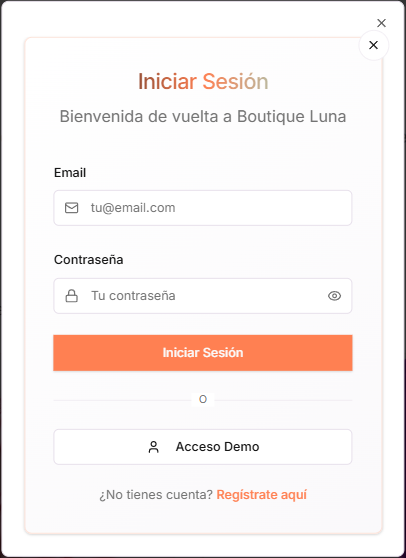 Iniciar Sesión
Bienvenida de vuelta a Boutique Luna
Email
tu@email.com
Contraseña
Tu contraseña
Iniciar Sesión
O
Acceso Demo
¿No tienes cuenta? Regístrate aquí